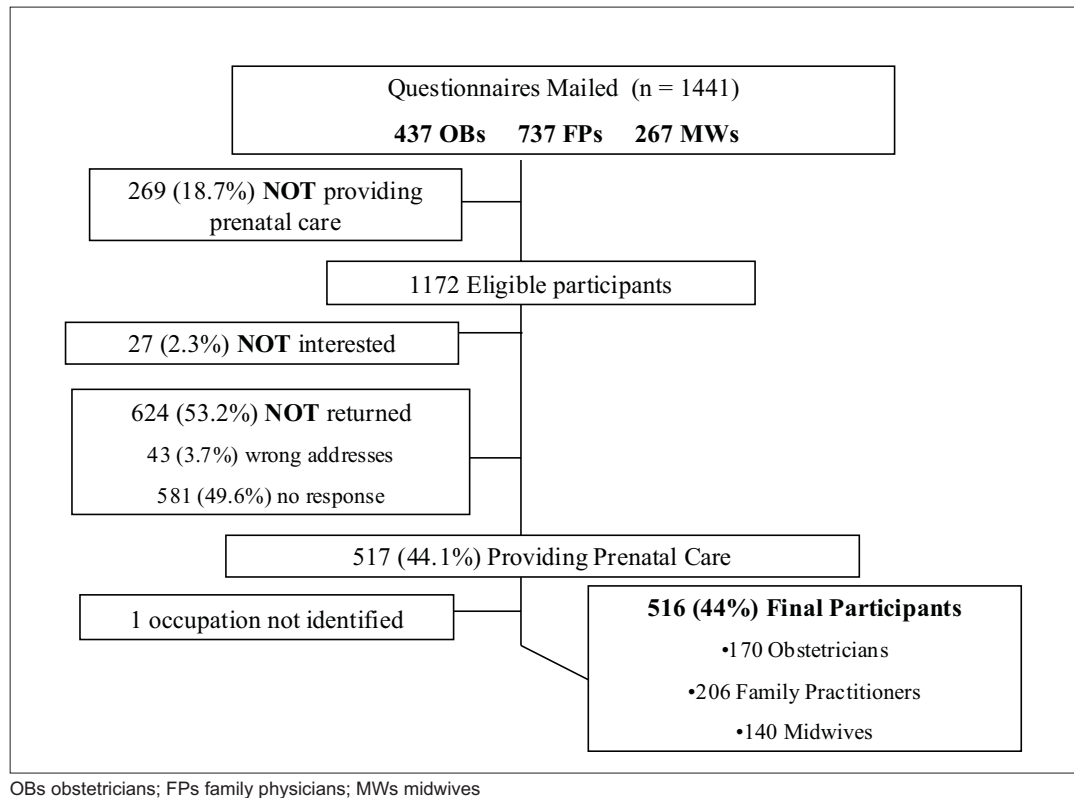 Questionnaires Mailed (n = 1441)
437 OBs 737 FPs 267 MWs
269 (18.7%) NOT providing
prenatal care
1172 Eligible participants
27 (2.3%) NOT interested
624 (53.2%) NOT returned
43 (3.7%) wrong addresses
581 (49.6%) no response
517 (44.1%) Providing Prenatal Care
1 occupation not identified
516 (44%) Final Participants
•170 Obstetricians
•206 Family Practitioners
•140 Midwives
OBs obstetricians; FPs family physicians; MWs midwives